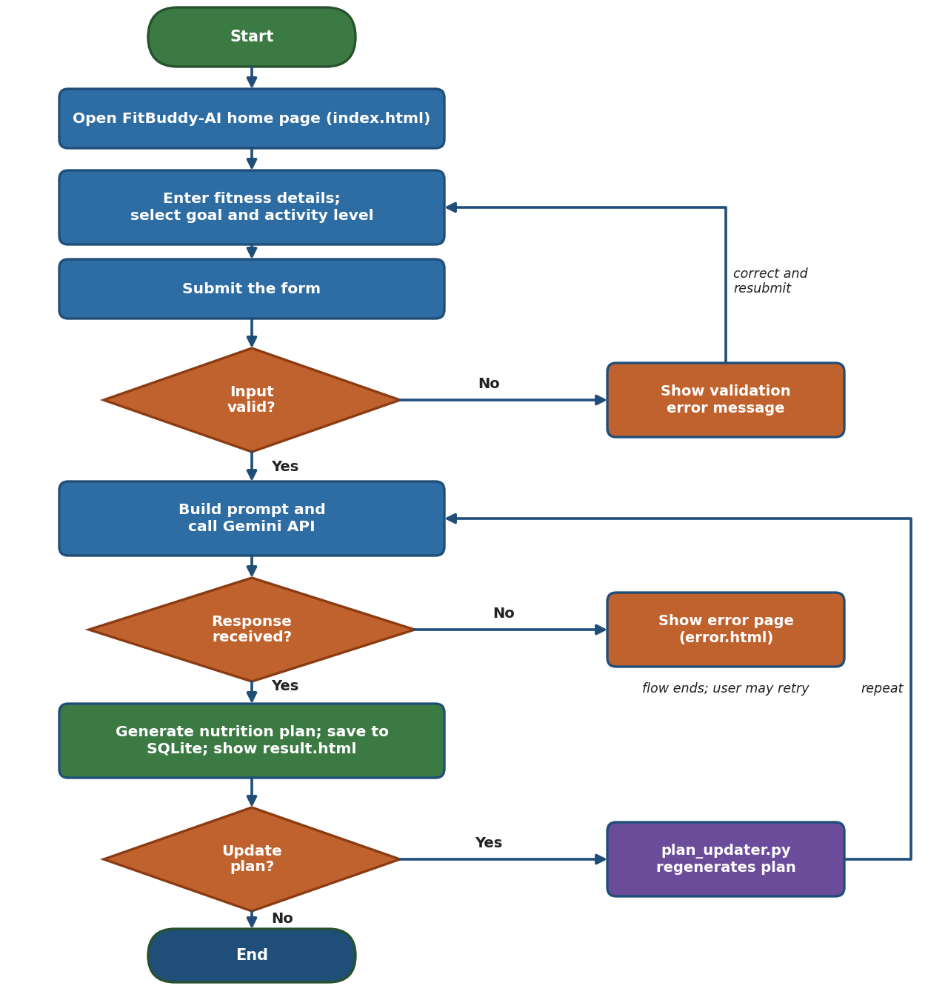 Start
Open FitBuddy-AI home page (index.html)
Enter fitness details;
select goal and activity level
correct and
resubmit
Submit the form
Input
valid?
No
Show validation
error message
Yes
Build prompt and
call Gemini API
Response
received?
No
Show error page
(error.html)
Yes
flow ends; user may retry
repeat
Generate nutrition plan; save to
SQLite; show result.html
Update
plan?
Yes
plan_updater.py
regenerates plan
No
End